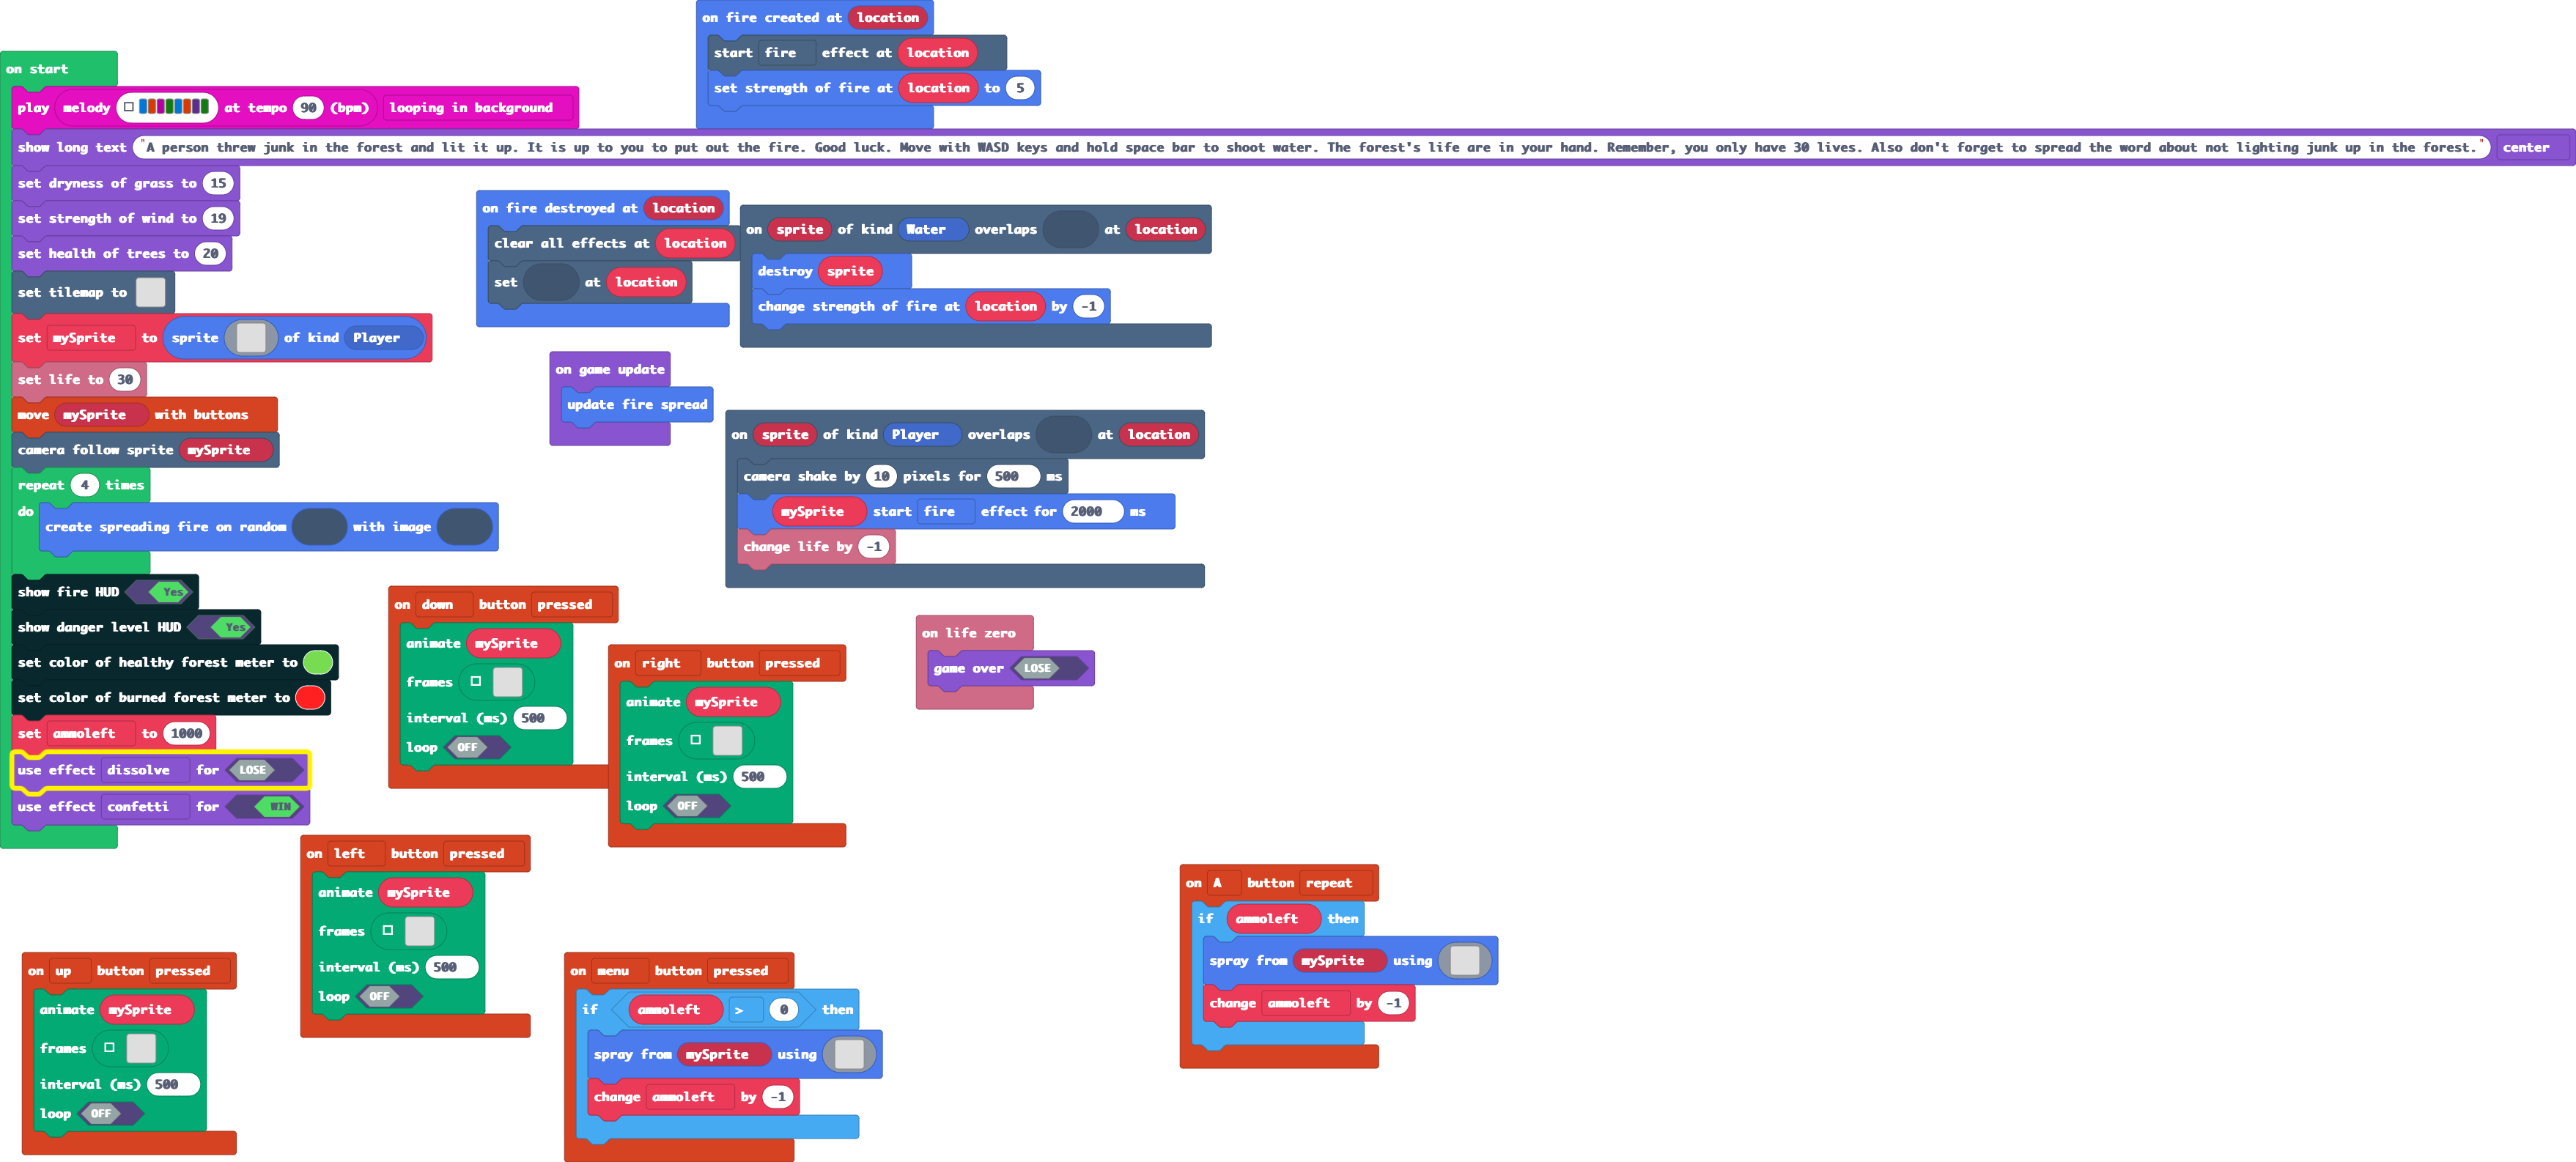 on start
play melody at tempo 90 (bpm) looping in background
show long text "A person threw junk in the forest and lit it up. It is up to you to put out the fire. Good luck. Move with WASD keys and hold space bar to shoot water. The forest's life are in your hand. Remember, you only have 30 lives. Also don't forget to spread the word about not lighting junk up in the forest." center
set dryness of grass to 15
set strength of wind to 19
set health of trees to 20
set tilemap to
set mySprite to sprite of kind Player
set life to 30
move mySprite with buttons
camera follow sprite mySprite
repeat 4 times
do
create spreading fire on random with image
show fire HUD Yes
show danger level HUD Yes
set color of healthy forest meter to
set color of burned forest meter to
set ammoleft to 1000
use effect dissolve for LOSE
use effect confetti for WIN
on fire created at location
start fire effect at location
set strength of fire at location to 5
on fire destroyed at location
clear all effects at location
set at location
on sprite of kind Water overlaps at location
destroy sprite
change strength of fire at location by -1
on game update
update fire spread
on sprite of kind Player overlaps at location
camera shake by 10 pixels for 500 ms
mySprite start fire effect for 2000 ms
change life by -1
on down button pressed
animate mySprite
frames
interval (ms) 500
loop OFF
on right button pressed
animate mySprite
frames
interval (ms) 500
loop OFF
on life zero
game over LOSE
on left button pressed
animate mySprite
frames
interval (ms) 500
loop OFF
on A button repeat
if ammoleft then
spray from mySprite using
change ammoleft by -1
on up button pressed
animate mySprite
frames
interval (ms) 500
loop OFF
on menu button pressed
if ammoleft > 0 then
spray from mySprite using
change ammoleft by -1